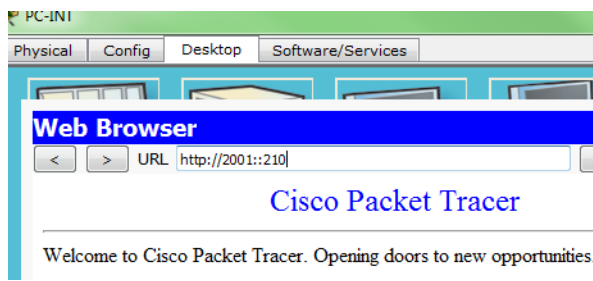 PC-INT
Physical Config Desktop Software/Services
Web Browser
< > URL http://2001::210
Cisco Packet Tracer
Welcome to Cisco Packet Tracer. Opening doors to new opportunities